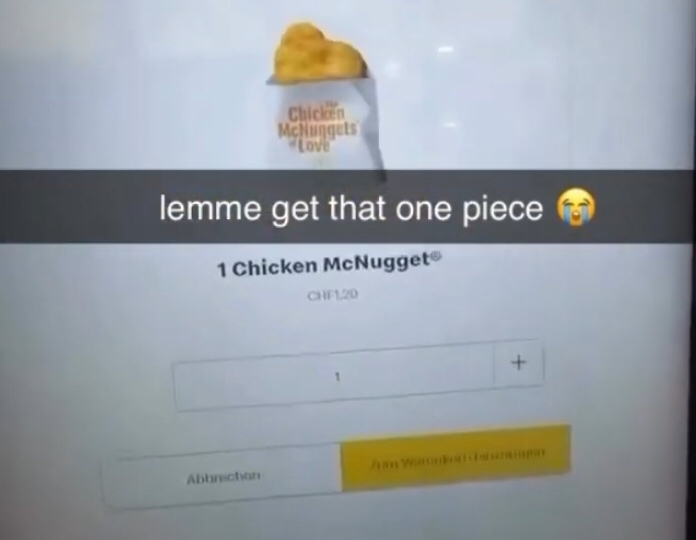 The
Chicken
McNuggets
of Love
lemme get that one piece 😭
1 Chicken McNugget®
CHF1.20
1
+
Abbrechen
Zum Warenkorb hinzufügen